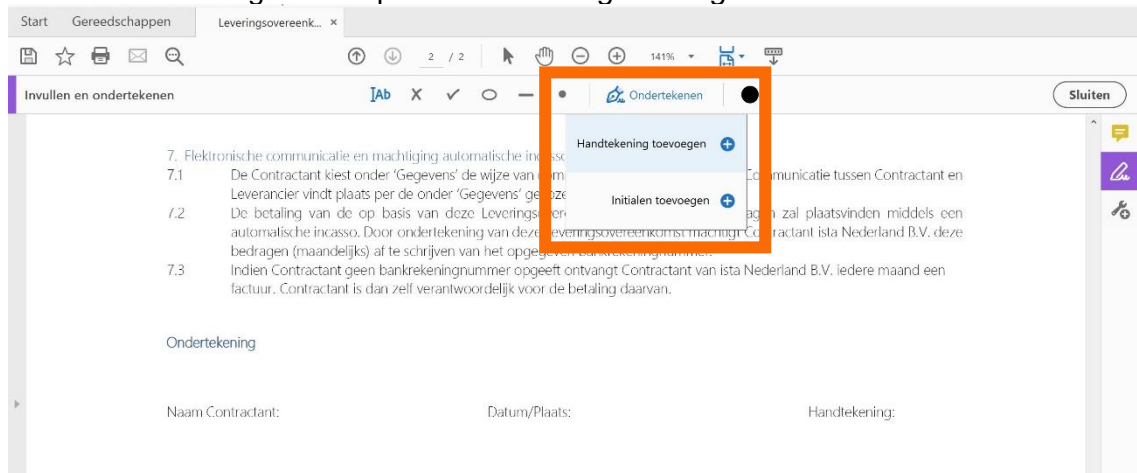 Start Gereedschappen Leveringsovereenk... ×
2 / 2 141%
Invullen en ondertekenen IAb X Ondertekenen Sluiten
Handtekening toevoegen
Initialen toevoegen
7. Elektronische communicatie en machtiging automatische
7.1 De Contractant kiest onder ‘Gegevens’ de wijze van Communicatie tussen Contractant en
Leverancier vindt plaats per de onder ‘Gegevens’
7.2 De betaling van de op basis van deze zal plaatsvinden middels een
automatische incasso. Door ondertekening van deze Leveringsovereenkomst machtigt Contractant ista Nederland B.V. deze
bedragen (maandelijks) af te schrijven van het opgegeven bankrekeningnummer.
7.3 Indien Contractant geen bankrekeningnummer opgeeft ontvangt Contractant van ista Nederland B.V. iedere maand een
factuur. Contractant is dan zelf verantwoordelijk voor de betaling daarvan.
Ondertekening
Naam Contractant: Datum/Plaats: Handtekening: